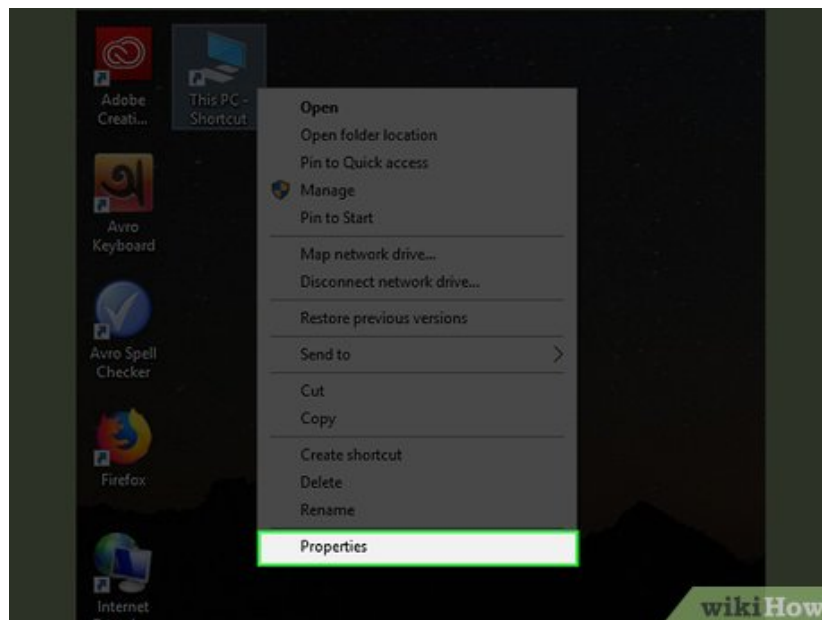 Adobe
Creati...
This PC -
Shortcut
Avro
Keyboard
Avro Spell
Checker
Firefox
Internet
Open
Open folder location
Pin to Quick access
Manage
Pin to Start
Map network drive...
Disconnect network drive...
Restore previous versions
Send to
Cut
Copy
Create shortcut
Delete
Rename
Properties
wikiHow